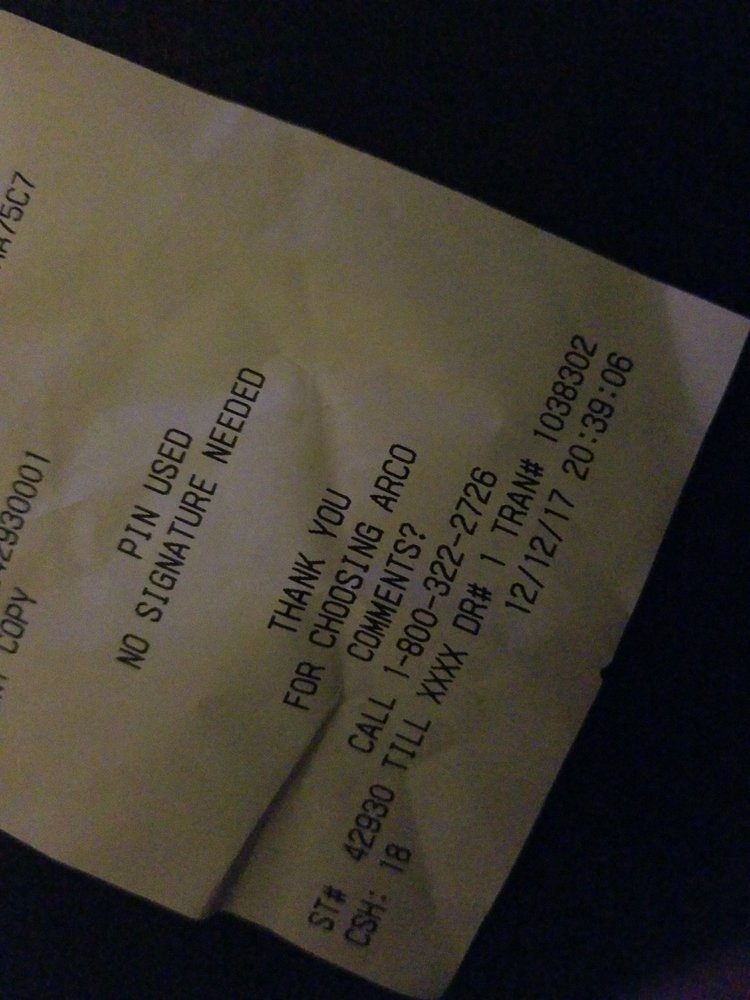 42930001
COPY
PIN USED
NO SIGNATURE NEEDED
THANK YOU
FOR CHOOSING ARCO
COMMENTS?
CALL 1-800-322-2726
ST# 42930 TILL XXXX DR# 1 TRAN# 1038302
CSH: 18 12/12/17 20:39:06